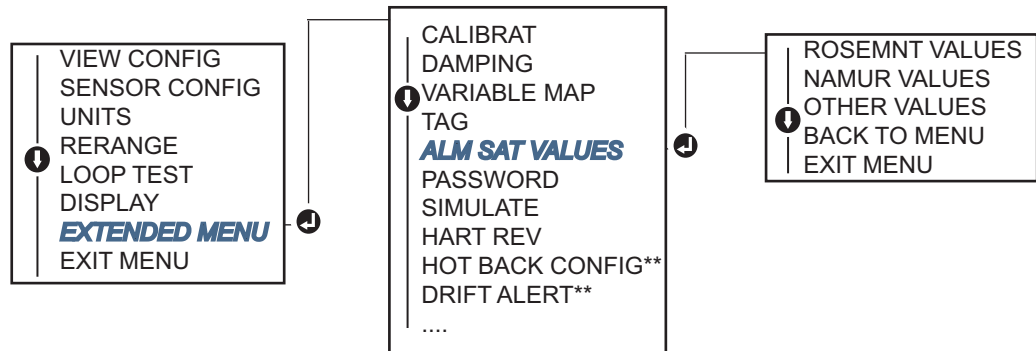 VIEW CONFIG
SENSOR CONFIG
UNITS
RERANGE
LOOP TEST
DISPLAY
EXTENDED MENU
EXIT MENU
CALIBRAT
DAMPING
VARIABLE MAP
TAG
ALM SAT VALUES
PASSWORD
SIMULATE
HART REV
HOT BACK CONFIG**
DRIFT ALERT**
....
ROSEMNT VALUES
NAMUR VALUES
OTHER VALUES
BACK TO MENU
EXIT MENU